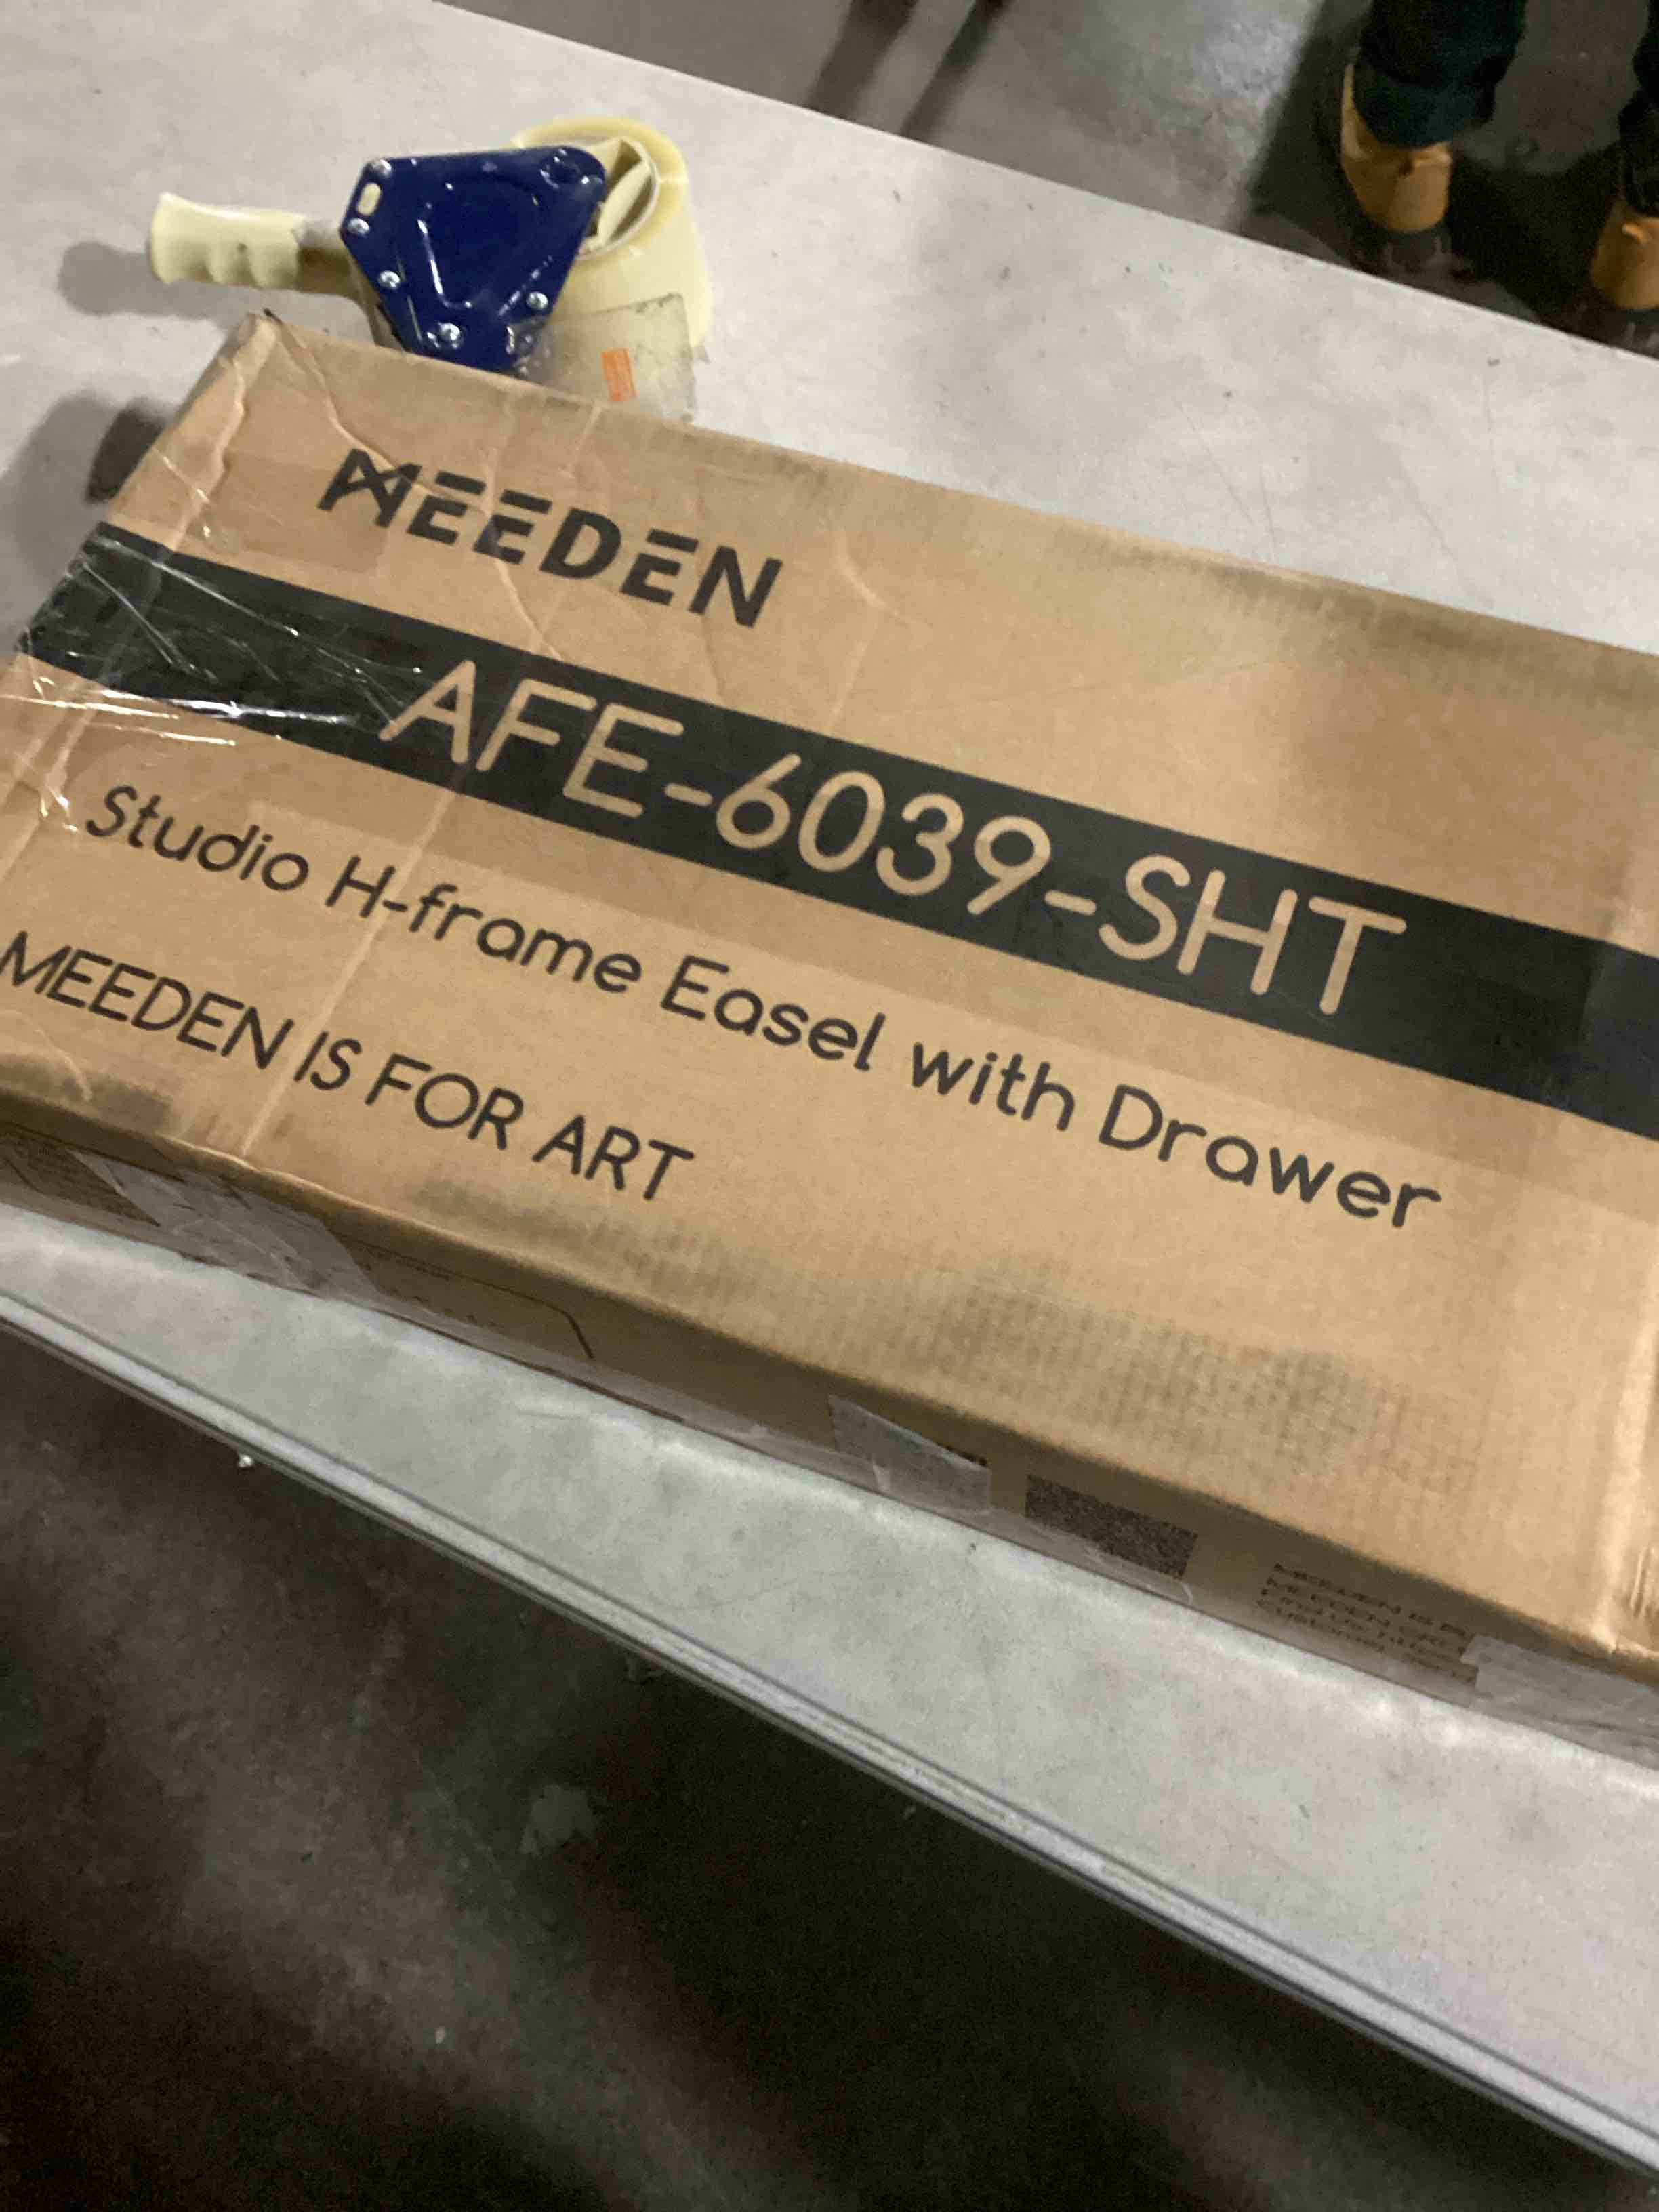 MEEDEN
AFE-6039-SHT
Studio H-frame Easel with Drawer
MEEDEN IS FOR ART